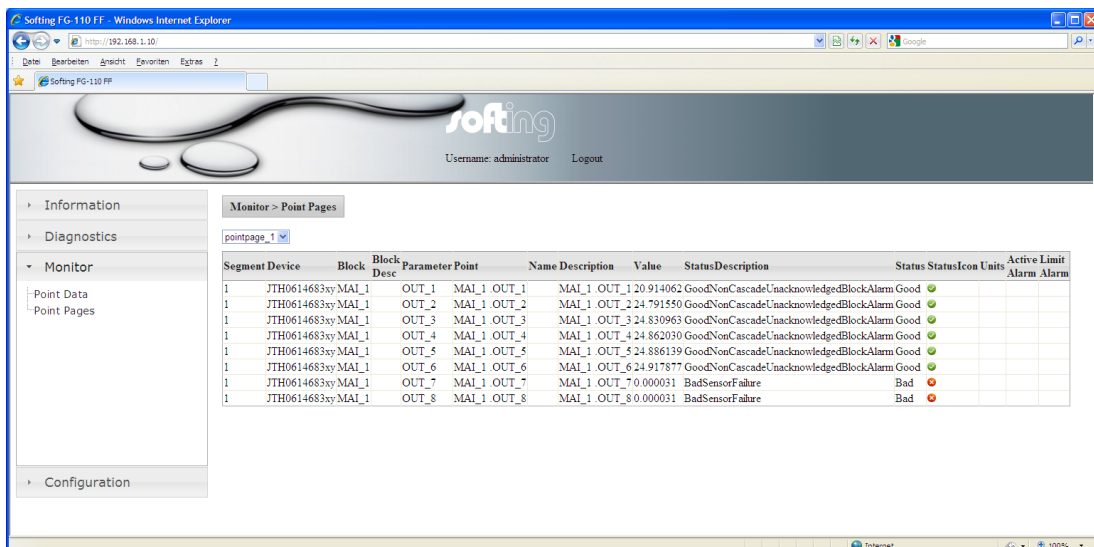 Softing FG-110 FF - Windows Internet Explorer
http://192.168.1.10/
Google
Datei Bearbeiten Ansicht Favoriten Extras ?
Softing FG-110 FF
softing
Username: administrator Logout
Information
Diagnostics
Monitor
Point Data
Point Pages
Configuration
Monitor > Point Pages
pointpage_1
Segment Device Block Block Desc Parameter Point Name Description Value StatusDescription Status StatusIcon Units Active Alarm Limit Alarm
1 JTH0614683xy MAI_1 OUT_1 MAI_1 .OUT_1 MAI_1 .OUT_1 20.914062 GoodNonCascadeUnacknowledgedBlockAlarm Good
1 JTH0614683xy MAI_1 OUT_2 MAI_1 .OUT_2 MAI_1 .OUT_2 24.791550 GoodNonCascadeUnacknowledgedBlockAlarm Good
1 JTH0614683xy MAI_1 OUT_3 MAI_1 .OUT_3 MAI_1 .OUT_3 24.830963 GoodNonCascadeUnacknowledgedBlockAlarm Good
1 JTH0614683xy MAI_1 OUT_4 MAI_1 .OUT_4 MAI_1 .OUT_4 24.862030 GoodNonCascadeUnacknowledgedBlockAlarm Good
1 JTH0614683xy MAI_1 OUT_5 MAI_1 .OUT_5 MAI_1 .OUT_5 24.886139 GoodNonCascadeUnacknowledgedBlockAlarm Good
1 JTH0614683xy MAI_1 OUT_6 MAI_1 .OUT_6 MAI_1 .OUT_6 24.917877 GoodNonCascadeUnacknowledgedBlockAlarm Good
1 JTH0614683xy MAI_1 OUT_7 MAI_1 .OUT_7 MAI_1 .OUT_7 0.000031 BadSensorFailure Bad
1 JTH0614683xy MAI_1 OUT_8 MAI_1 .OUT_8 MAI_1 .OUT_8 0.000031 BadSensorFailure Bad
Internet 100%